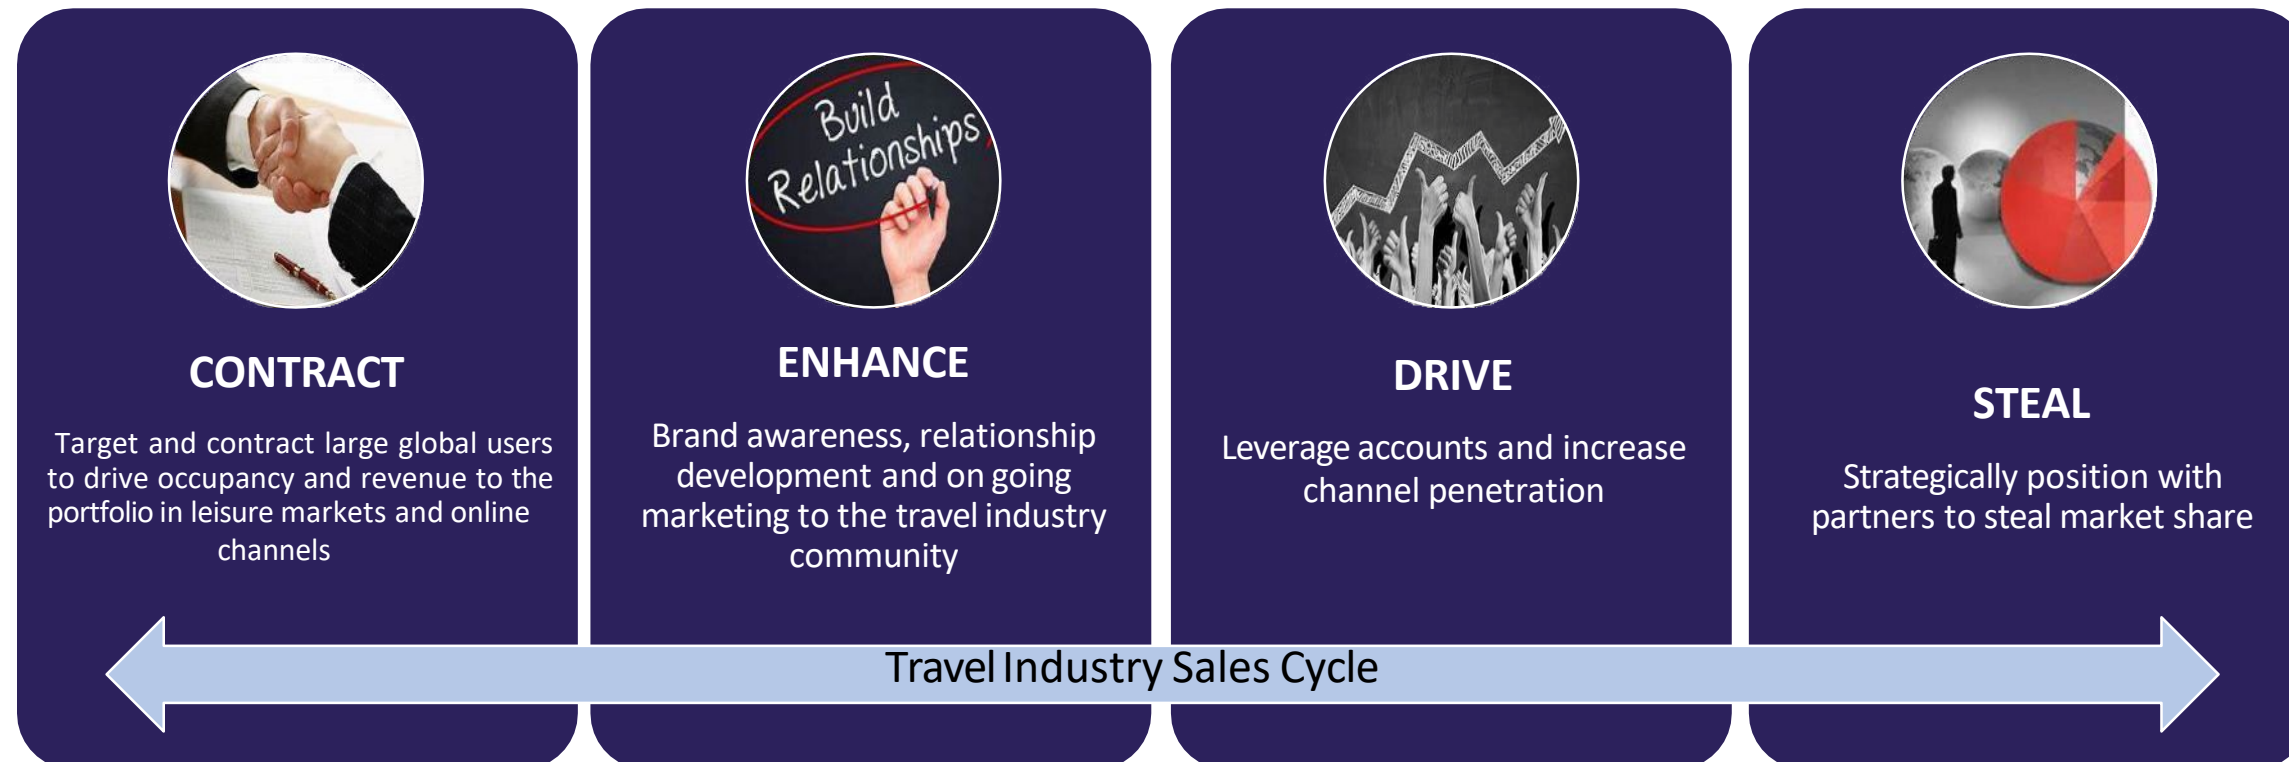 Build
Relationships
CONTRACT
Target and contract large global users
to drive occupancy and revenue to the
portfolio in leisure markets and online
channels
ENHANCE
Brand awareness, relationship
development and on going
marketing to the travel industry
community
DRIVE
Leverage accounts and increase
channel penetration
STEAL
Strategically position with
partners to steal market share
Travel Industry Sales Cycle